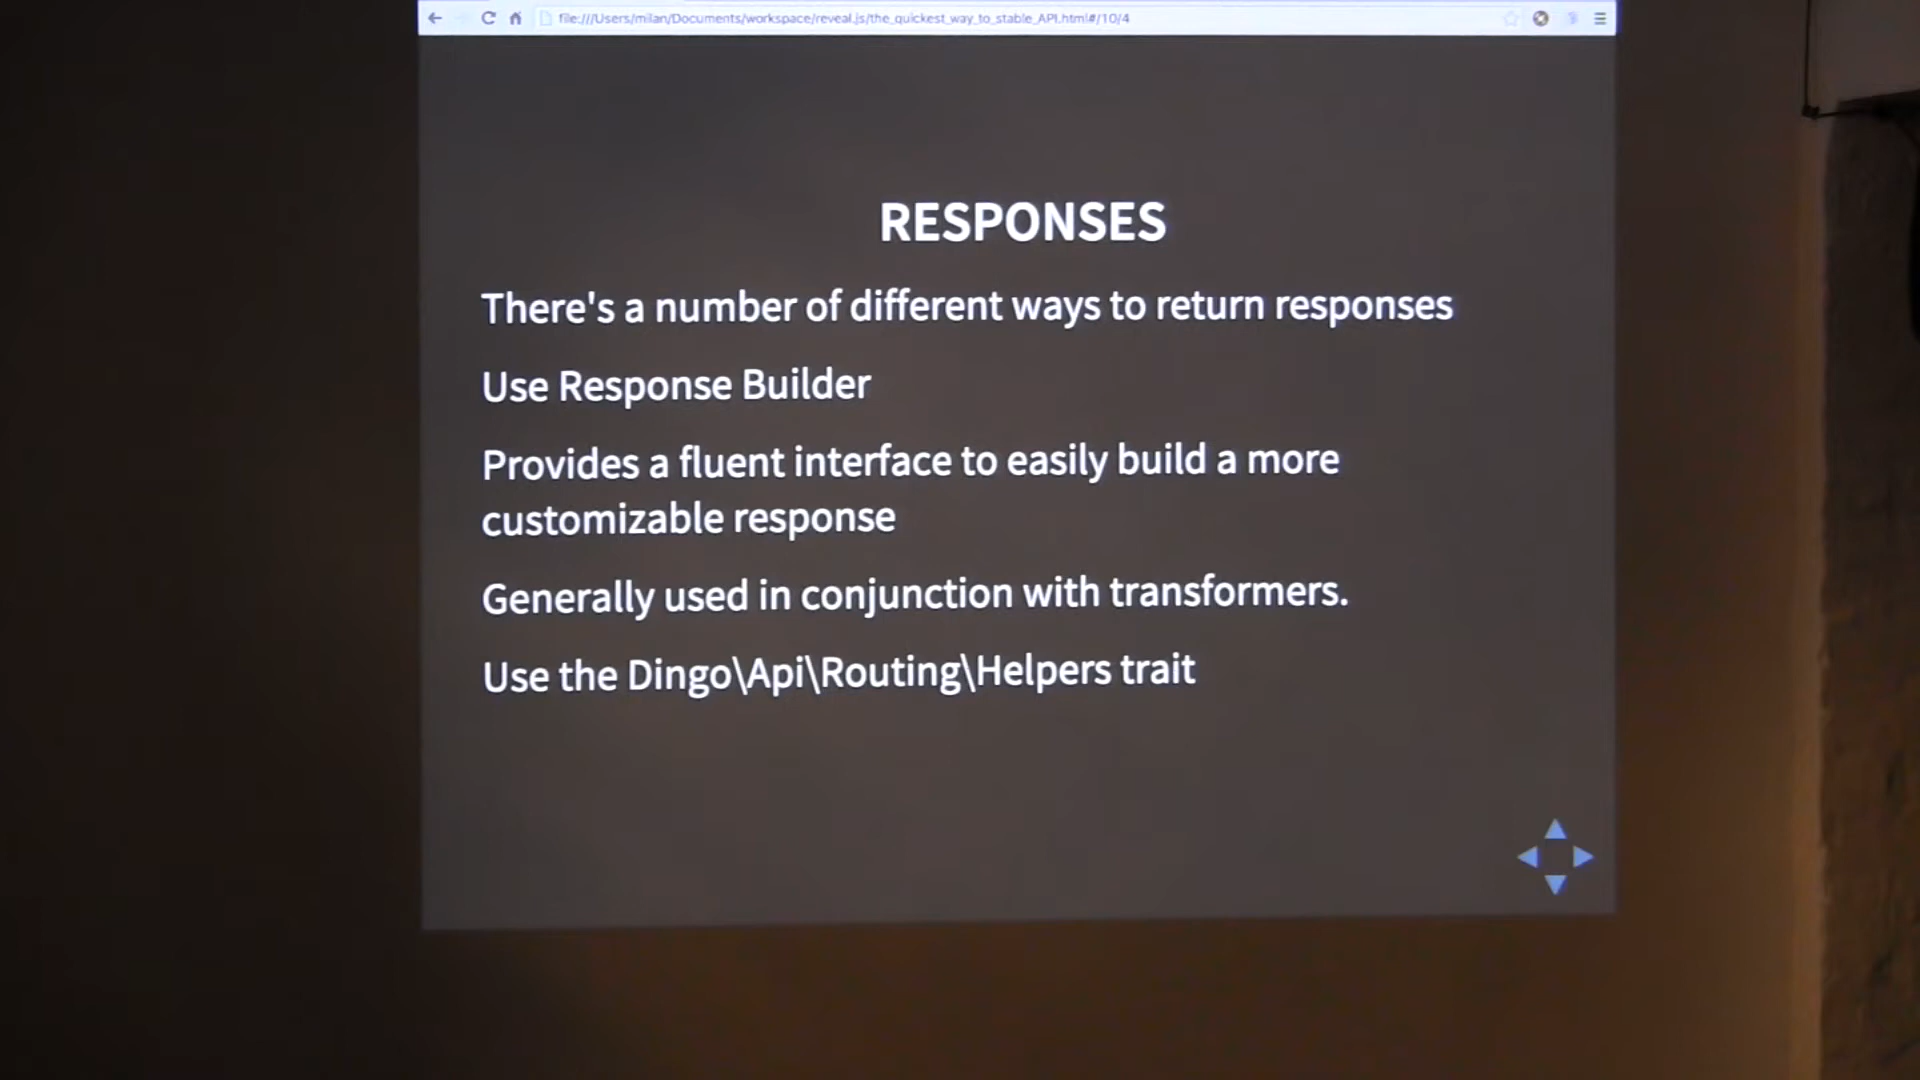 file:///Users/milan/Documents/workspace/reveal.js/the_quickest_way_to_stable_API.html#/10/4
RESPONSES
There's a number of different ways to return responses
Use Response Builder
Provides a fluent interface to easily build a more
customizable response
Generally used in conjunction with transformers.
Use the Dingo\Api\Routing\Helpers trait